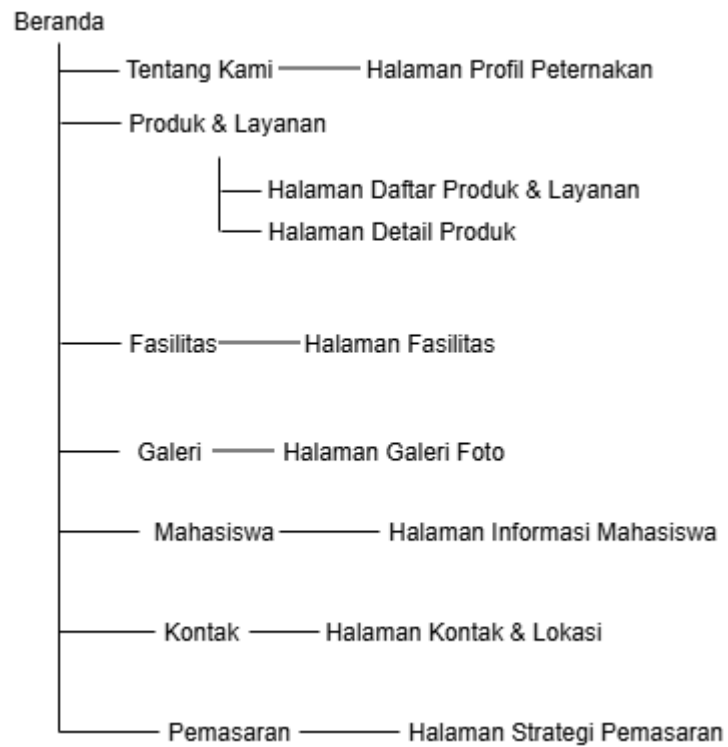 Beranda
Tentang Kami Halaman Profil Peternakan
Produk & Layanan
Halaman Daftar Produk & Layanan
Halaman Detail Produk
Fasilitas Halaman Fasilitas
Galeri Halaman Galeri Foto
Mahasiswa Halaman Informasi Mahasiswa
Kontak Halaman Kontak & Lokasi
Pemasaran Halaman Strategi Pemasaran